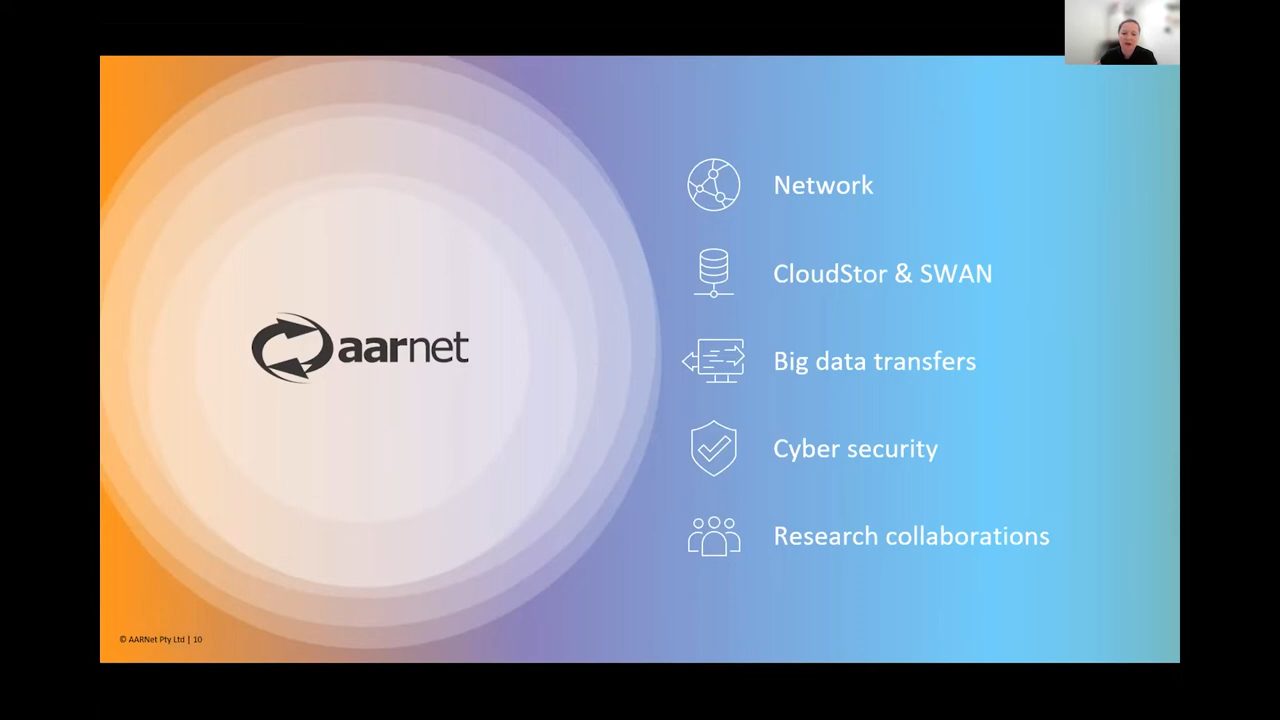 Network
CloudStor & SWAN
aarnet
Big data transfers
Cyber security
Research collaborations
© AARNet Pty Ltd | 10